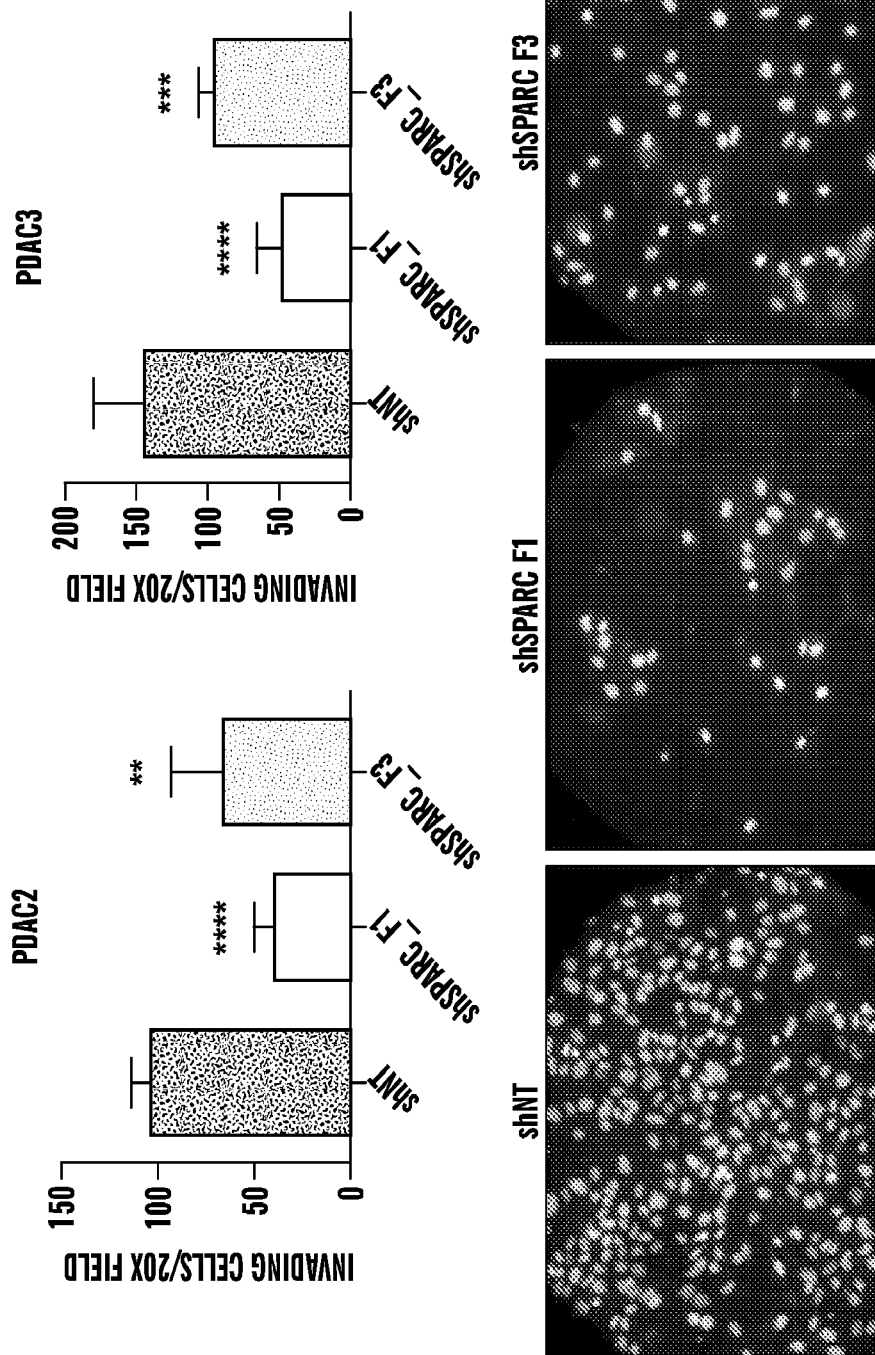 PDAC2
INVADING CELLS/20X FIELD
150
100
50
0
****
**
shNT
shSPARC_F1
shSPARC_F3
PDAC3
INVADING CELLS/20X FIELD
200
150
100
50
0
****
***
shNT
shSPARC_F1
shSPARC_F3
shNT
shSPARC F1
shSPARC F3